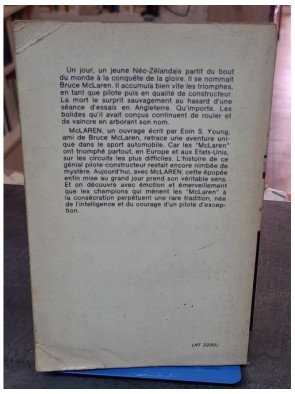 Un jour, un jeune Néo-Zélandais partit du bout
du monde à la conquête de la gloire. Il se nommait
Bruce McLaren. Il accumula bien vite les triomphes,
en tant que pilote puis en qualité de constructeur.
La mort le surprit sauvagement au hasard d'une
séance d'essais en Angleterre. Qu'importe. Les
bolides qu'il avait conçus continuent de rouler et
de vaincre en arborant son nom.
McLAREN, un ouvrage écrit par Eoin S. Young,
ami de Bruce McLaren, retrace une aventure uni-
que dans le sport automobile. Car les "McLaren"
ont triomphé partout, en Europe et aux Etats-Unis,
sur les circuits les plus difficiles. L'histoire de ce
génial pilote-constructeur restait encore nimbée de
mystère. Aujourd'hui, avec McLAREN, cette épopée
enfin mise au grand jour prend son véritable sens.
Et on découvre avec émotion et émerveillement
que les champions qui mènent les "McLaren" à
la consécration perpétuent une rare tradition, née
de l'intelligence et du courage d'un pilote d'excep-
tion.
(HF 2200)